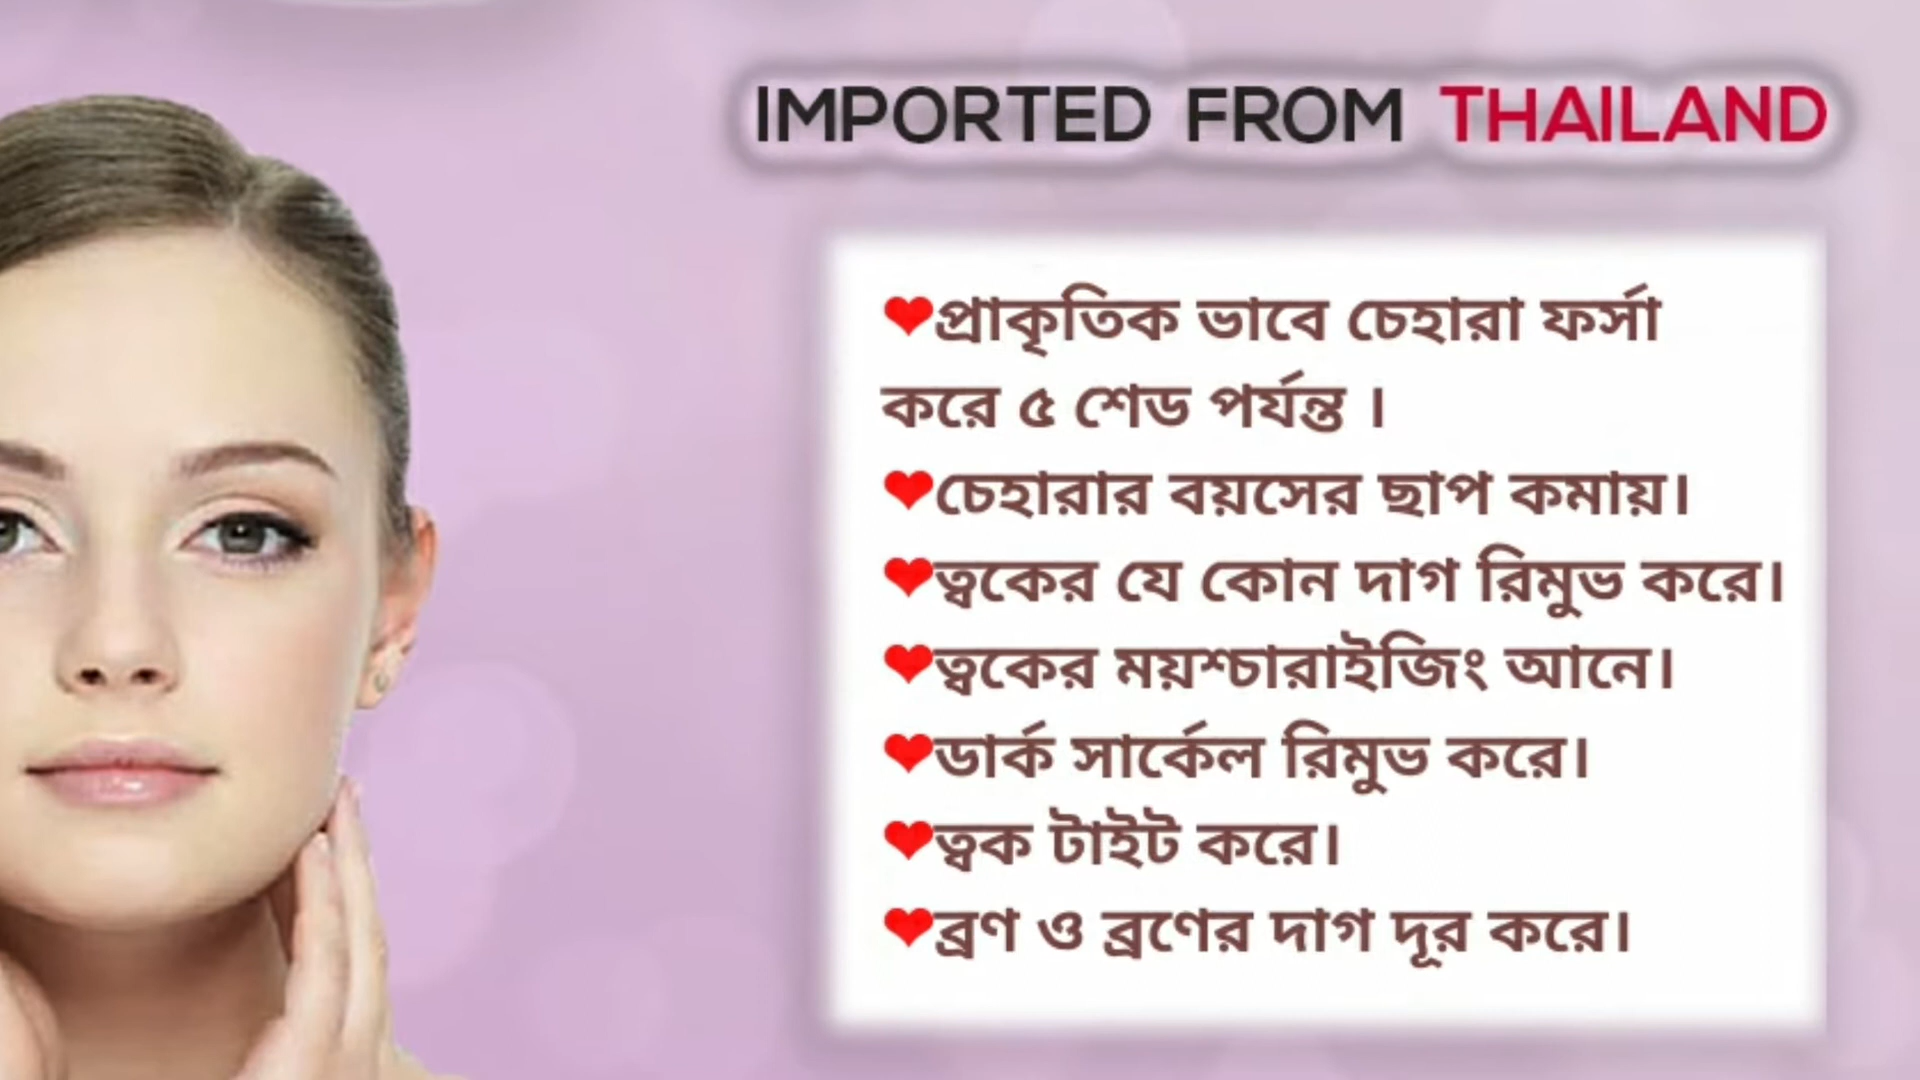 IMPORTED FROM THAILAND
❤প্রাকৃতিক ভাবে চেহারা ফর্সা
করে ৫ শেড পর্যন্ত ।
❤চেহারার বয়সের ছাপ কমায়।
❤ত্বকের যে কোন দাগ রিমুভ করে।
❤ত্বকের ময়শ্চারাইজিং আনে।
❤ডার্ক সার্কেল রিমুভ করে।
❤ত্বক টাইট করে।
❤ব্রণ ও ব্রণের দাগ দূর করে।